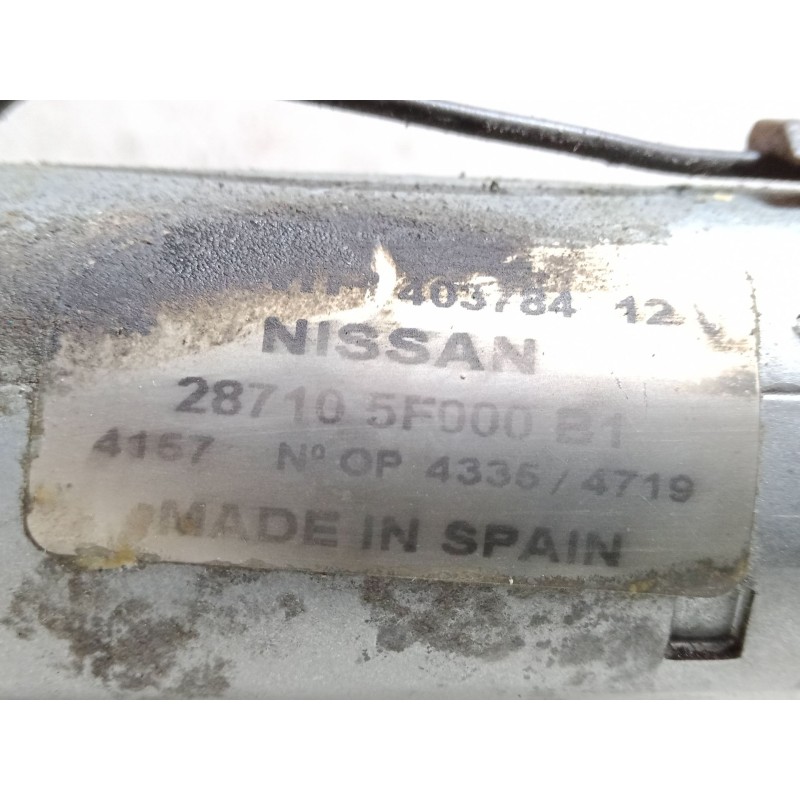 403784 12
NISSAN
28710 5F000 B1
4157 Nº OP 4335 / 4719
MADE IN SPAIN